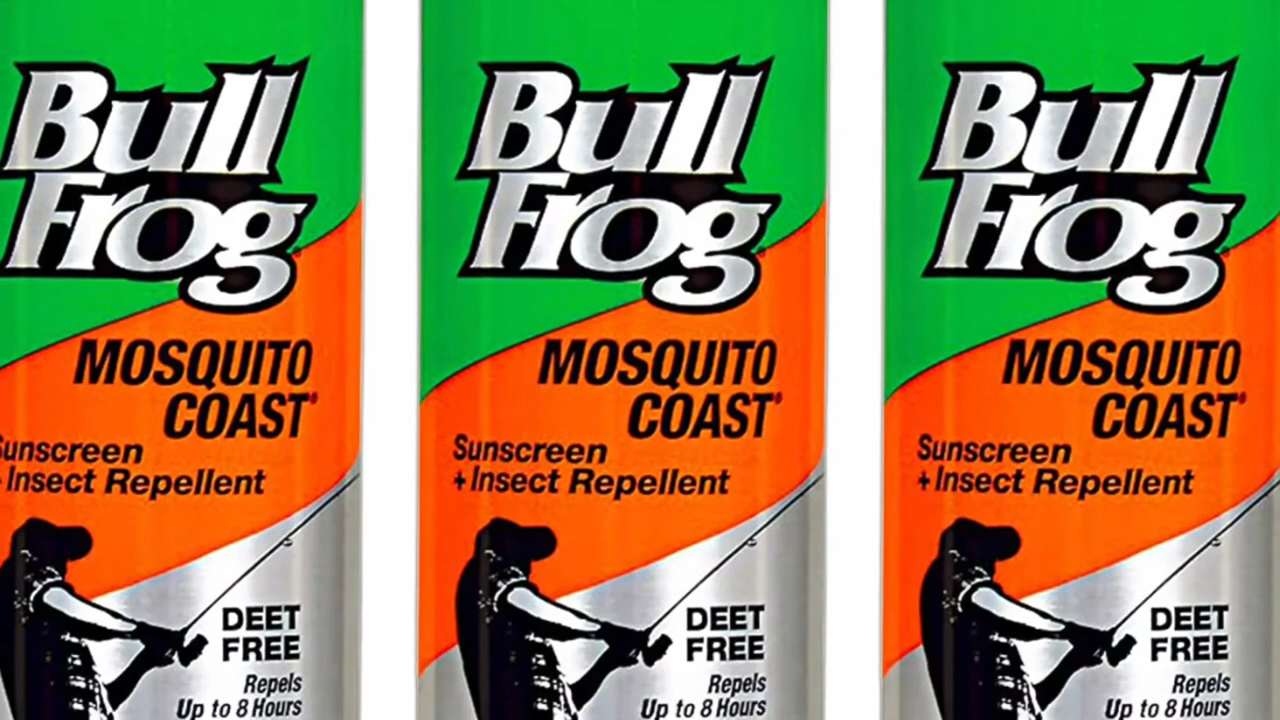 Bull
Frog
MOSQUITO
COAST®
Sunscreen
+Insect Repellent
DEET
FREE
Repels
Up to 8 Hours
Bull
Frog
MOSQUITO
COAST®
Sunscreen
+Insect Repellent
DEET
FREE
Repels
Up to 8 Hours
Bull
Frog
MOSQUITO
COAST®
Sunscreen
+Insect Repellent
DEET
FREE
Repels
Up to 8 Hours